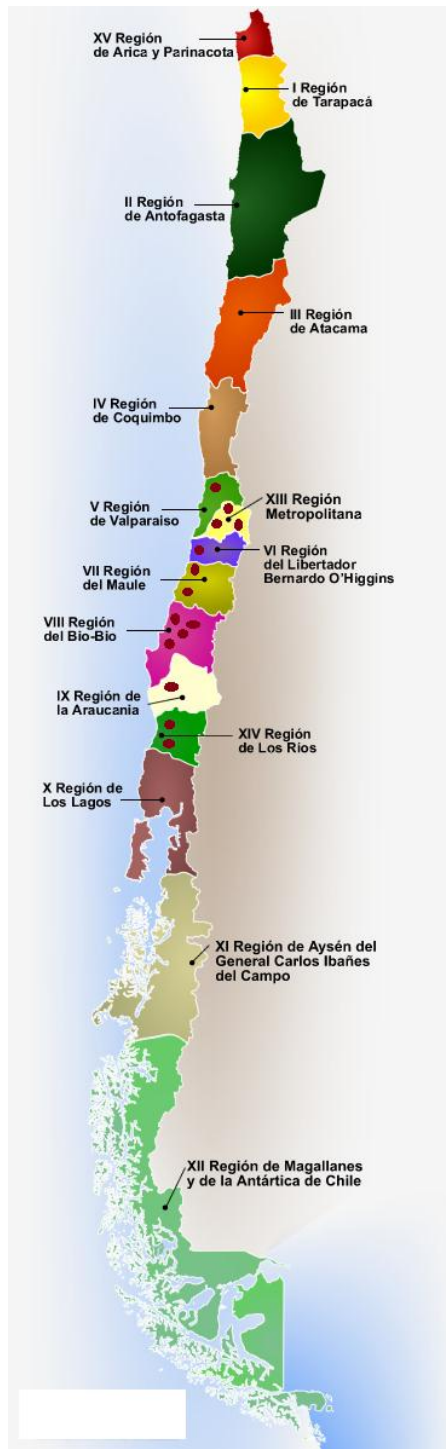 XV Región
de Arica y Parinacota
I Región
de Tarapacá
II Región
de Antofagasta
III Región
de Atacama
IV Región
de Coquimbo
V Región
de Valparaiso
XIII Región
Metropolitana
VI Región
del Libertador
Bernardo O'Higgins
VII Región
del Maule
VIII Región
del Bio-Bio
IX Región de
la Araucania
XIV Región
de Los Rios
X Región de
Los Lagos
XI Región de Aysén del
General Carlos Ibañes
del Campo
XII Región de Magallanes
y de la Antártica de Chile